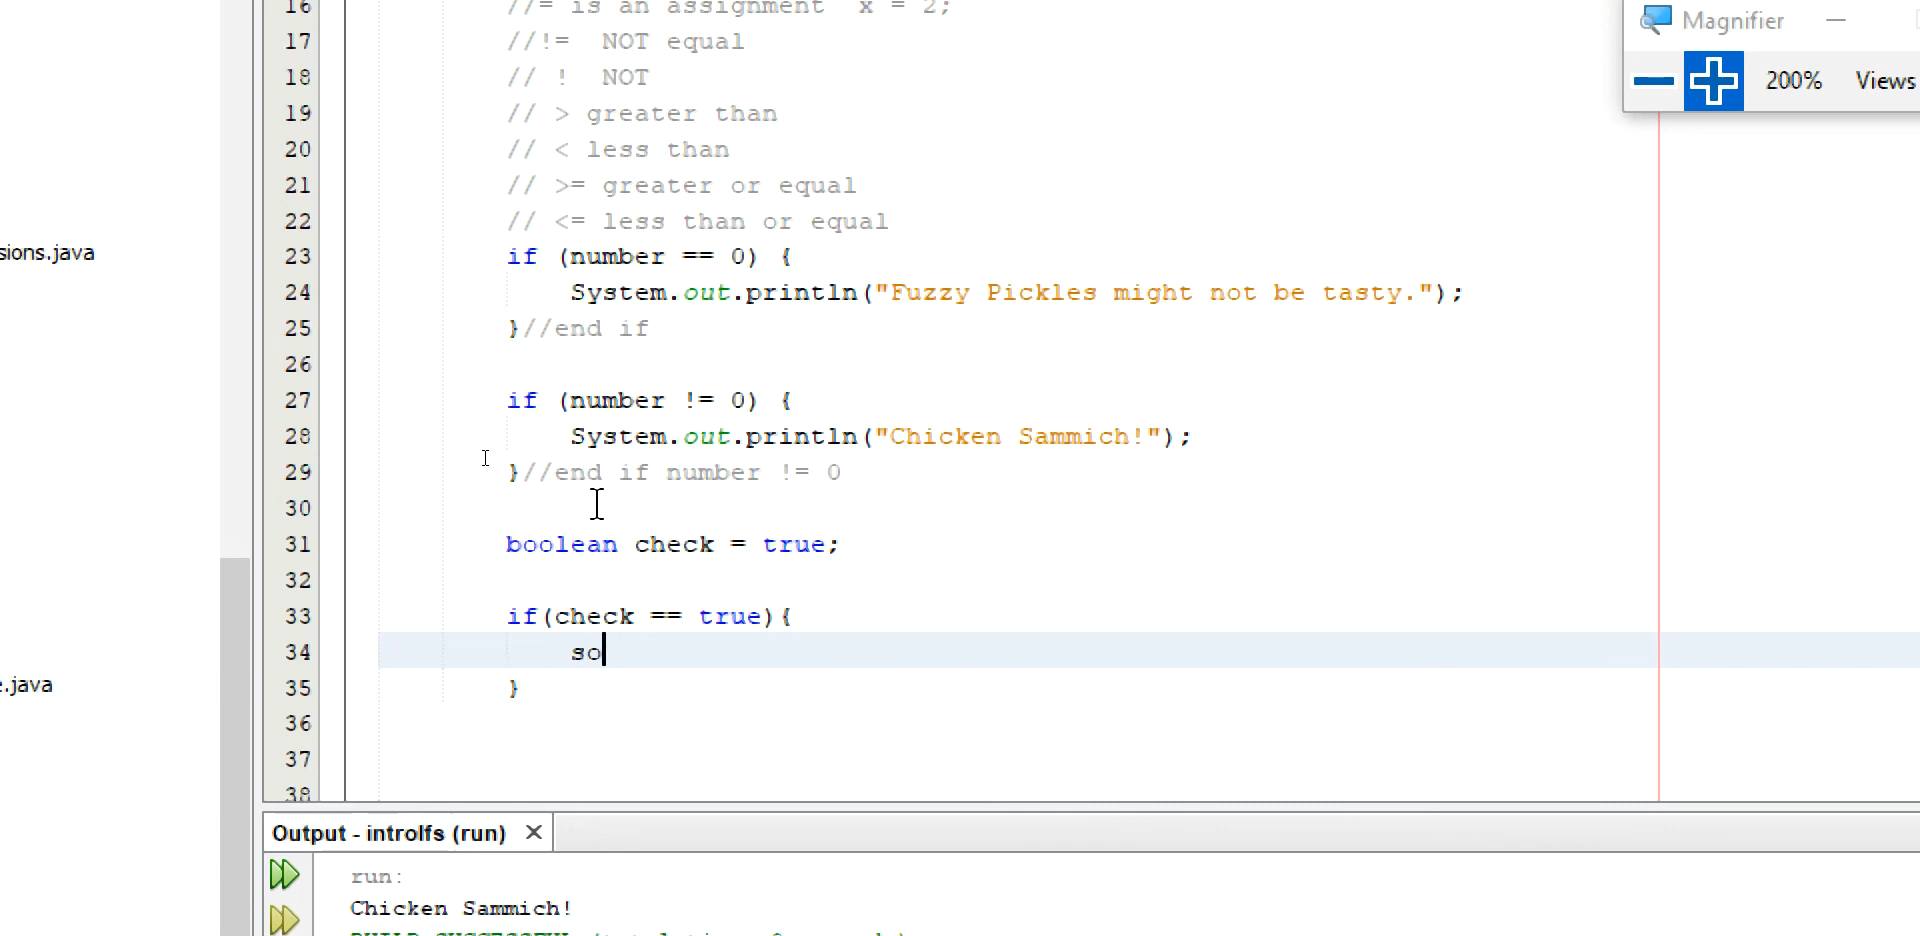 16 //= is an assignment x = 2;
17 //!= NOT equal
18 // ! NOT
19 // > greater than
20 // < less than
21 // >= greater or equal
22 // <= less than or equal
23 if (number == 0) {
24 System.out.println("Fuzzy Pickles might not be tasty.");
25 }//end if
26
27 if (number != 0) {
28 System.out.println("Chicken Sammich!");
29 }//end if number != 0
30
31 boolean check = true;
32
33 if(check == true){
34 so
35 }
36
37
38
Magnifier
200% Views
sions.java
e.java
Output - introIfs (run)
run:
Chicken Sammich!